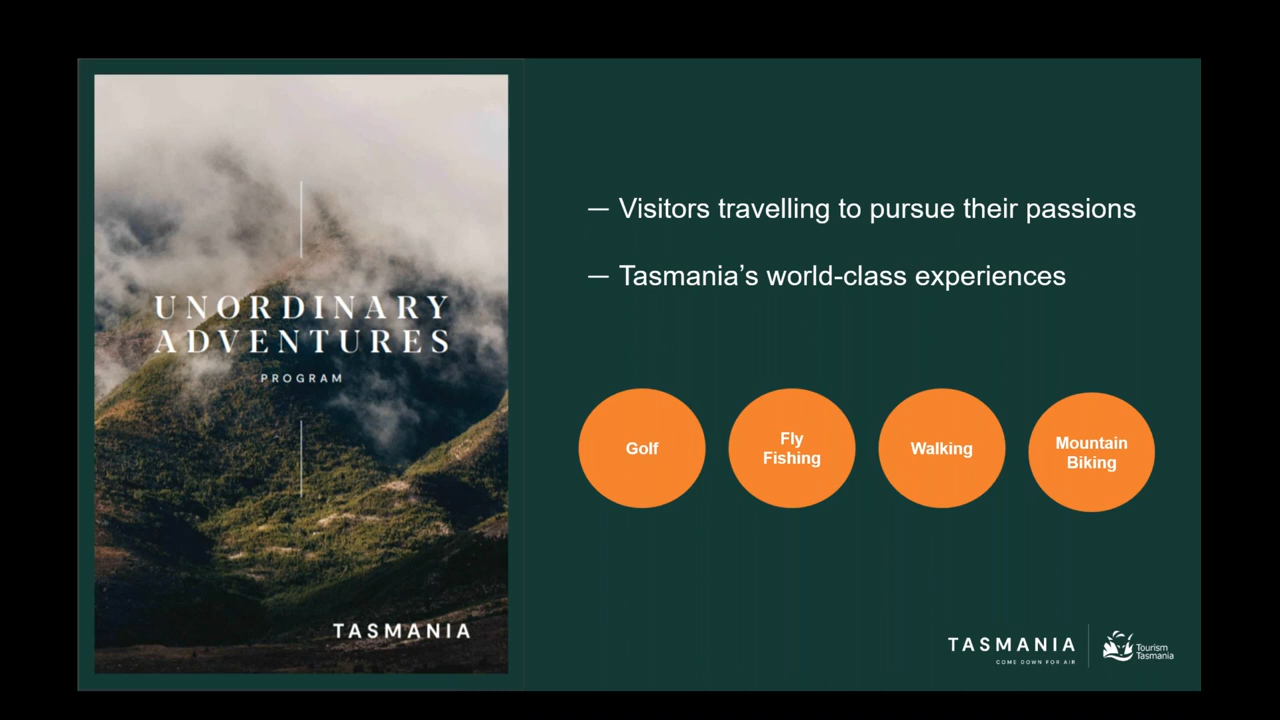 UNORDINARY
ADVENTURES
PROGRAM
TASMANIA
— Visitors travelling to pursue their passions
— Tasmania’s world-class experiences
Golf
Fly
Fishing
Walking
Mountain
Biking
TASMANIA
COME DOWN FOR AIR
Tourism
Tasmania